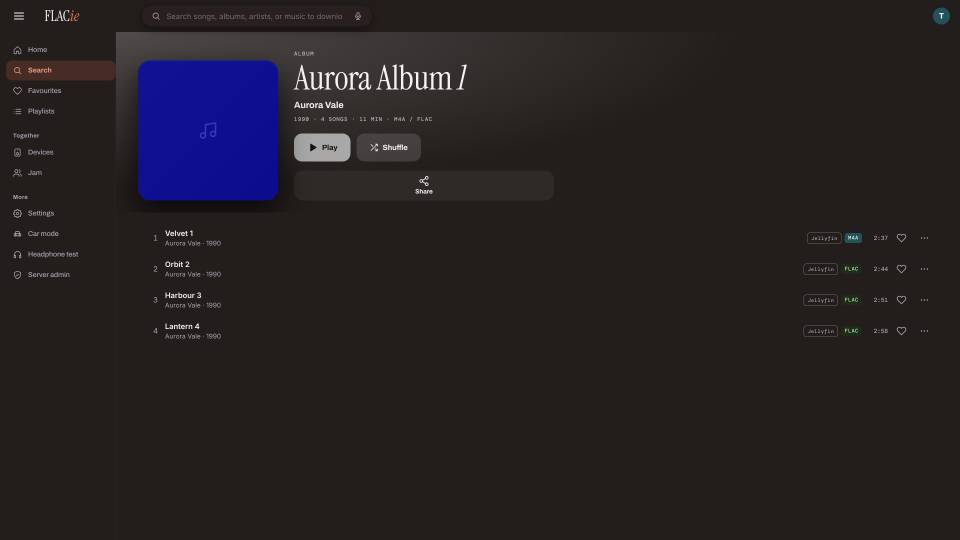 FLACie
Search songs, albums, artists, or music to downlo
T
Home
Search
Favourites
Playlists
Together
Devices
Jam
More
Settings
Car mode
Headphone test
Server admin
ALBUM
Aurora Album 1
Aurora Vale
1990 · 4 SONGS · 11 MIN · M4A / FLAC
Play
Shuffle
Share
1 Velvet 1 Jellyfin M4A 2:37
Aurora Vale · 1990
2 Orbit 2 Jellyfin FLAC 2:44
Aurora Vale · 1990
3 Harbour 3 Jellyfin FLAC 2:51
Aurora Vale · 1990
4 Lantern 4 Jellyfin FLAC 2:58
Aurora Vale · 1990